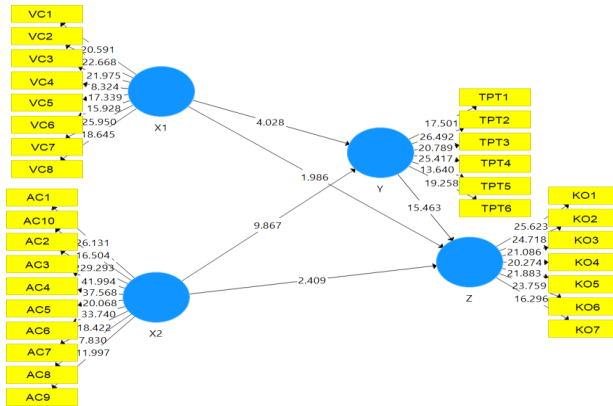 VC1
VC2
VC3
VC4
VC5
VC6
VC7
VC8
20.591
22.668
21.975
8.324
17.339
15.928
25.950
18.645
X1
AC1
AC10
AC2
AC3
AC4
AC5
AC6
AC7
AC8
AC9
26.131
16.504
229.293
41.994
37.568
20.068
33.740
18.422
7.830
11.997
X2
4.028
1.986
9.867
2.409
15.463
Y
17.501
26.492
20.789
25.417
13.640
19.258
TPT1
TPT2
TPT3
TPT4
TPT5
TPT6
Z
25.623
24.718
21.086
20.274
21.883
23.759
16.296
KO1
KO2
KO3
KO4
KO5
KO6
KO7